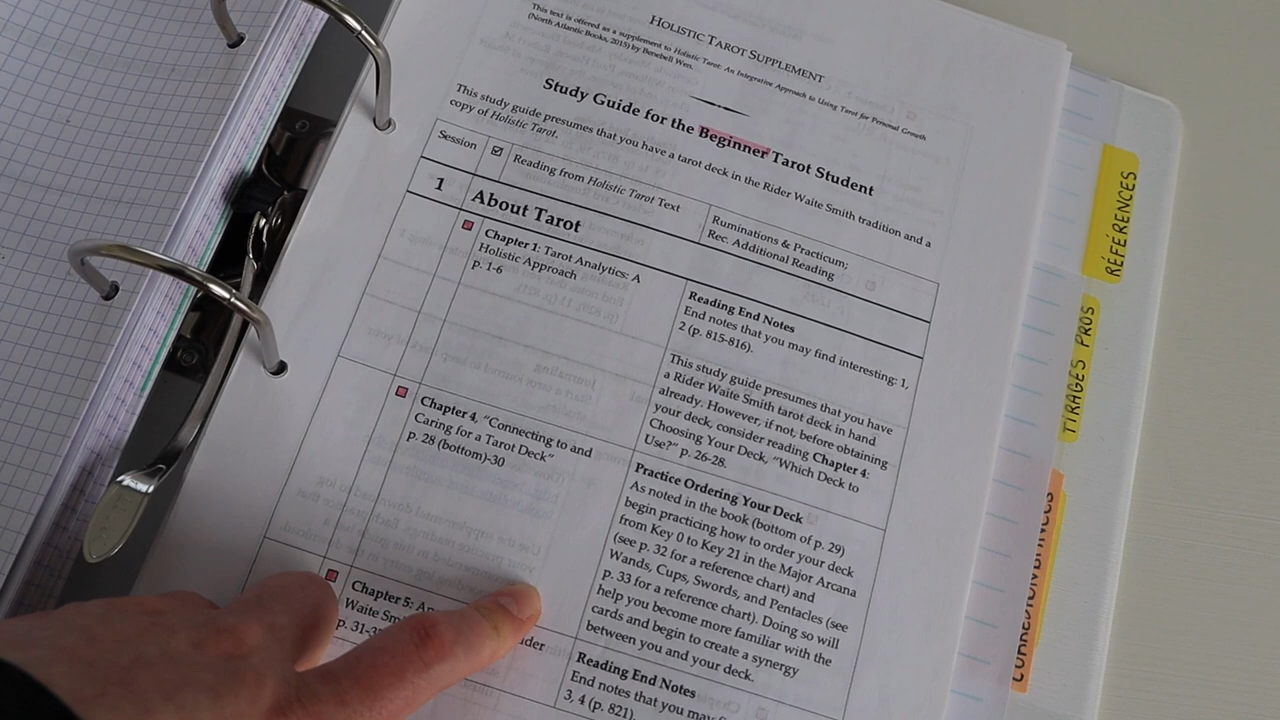 HOLISTIC TAROT SUPPLEMENT
This text is offered as a supplement to Holistic Tarot: An Integrative Approach to Using Tarot for Personal Growth
(North Atlantic Books, 2015) by Benebell Wen.
Study Guide for the Beginner Tarot Student
This study guide presumes that you have a tarot deck in the Rider Waite Smith tradition and a
copy of Holistic Tarot.
Session
Reading from Holistic Tarot Text
Ruminations & Practicum;
Rec. Additional Reading
1
About Tarot
Chapter 1: Tarot Analytics: A
Holistic Approach
p. 1-6
Reading End Notes
End notes that you may find interesting: 1,
2 (p. 815-816).
This study guide presumes that you have
a Rider Waite Smith tarot deck in hand
already. However, if not, before obtaining
your deck, consider reading Chapter 4:
Choosing Your Deck, "Which Deck to
Use?" p. 26-28.
Chapter 4, "Connecting to and
Caring for a Tarot Deck"
p. 28 (bottom)-30
Practice Ordering Your Deck
As noted in the book (bottom of p. 29)
begin practicing how to order your deck
from Key 0 to Key 21 in the Major Arcana
(see p. 32 for a reference chart) and
Wands, Cups, Swords, and Pentacles (see
p. 33 for a reference chart). Doing so will
help you become more familiar with the
cards and begin to create a synergy
between you and your deck.
Chapter 5:
Waite
p. 31-
Reading End Notes
End notes that you may
3, 4 (p. 821).
RÉFÉRENCES
TIRAGES PROS